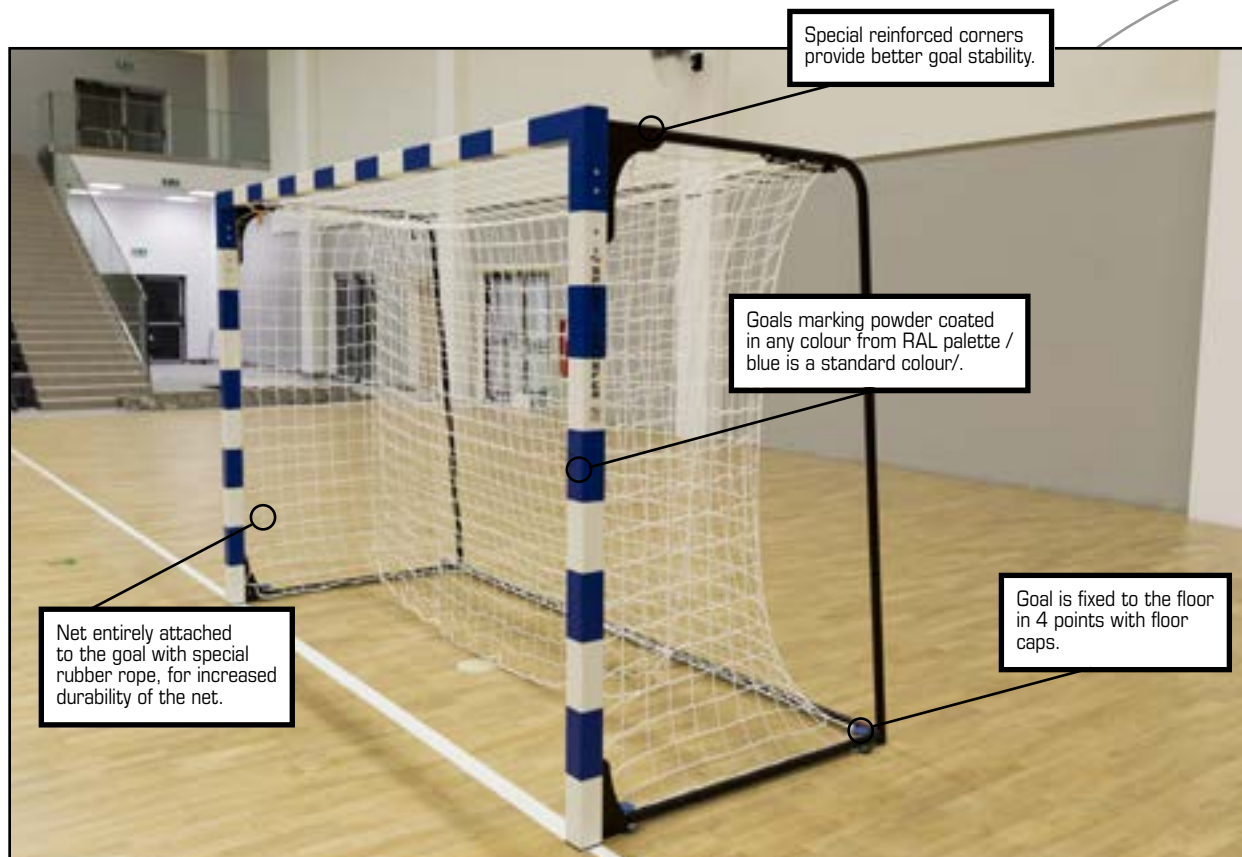 Special reinforced corners
provide better goal stability.
Goals marking powder coated
in any colour from RAL palette /
blue is a standard colour/.
Net entirely attached
to the goal with special
rubber rope, for increased
durability of the net.
Goal is fixed to the floor
in 4 points with floor
caps.